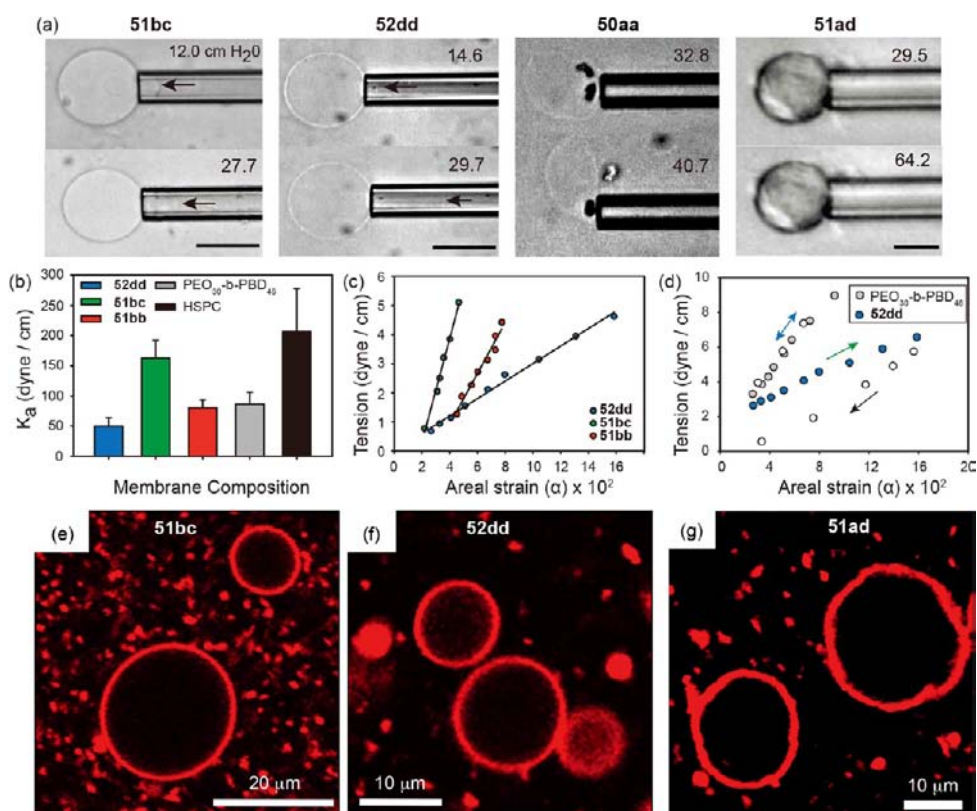 (a) 51bc 52dd 50aa 51ad
12.0 cm H₂0 14.6 32.8 29.5
27.7 29.7 40.7 64.2
(b) (c) (d)
300 250 200 150 100 50 0
Kₐ (dyne / cm)
52dd
51bc
51bb
PEO₃₀-b-PBD₄₆
HSPC
Membrane Composition
6 5 4 3 2 1 0
Tension (dyne / cm)
52dd
51bc
51bb
0 2 4 6 8 10 12 14 16
Areal strain (α) x 10²
10 8 6 4 2 0
Tension (dyne / cm)
PEO₃₀-b-PBD₄₆
52dd
0 4 8 12 16 20
Areal strain (α) x 10²
(e) 51bc
20 µm
(f) 52dd
10 µm
(g) 51ad
10 µm